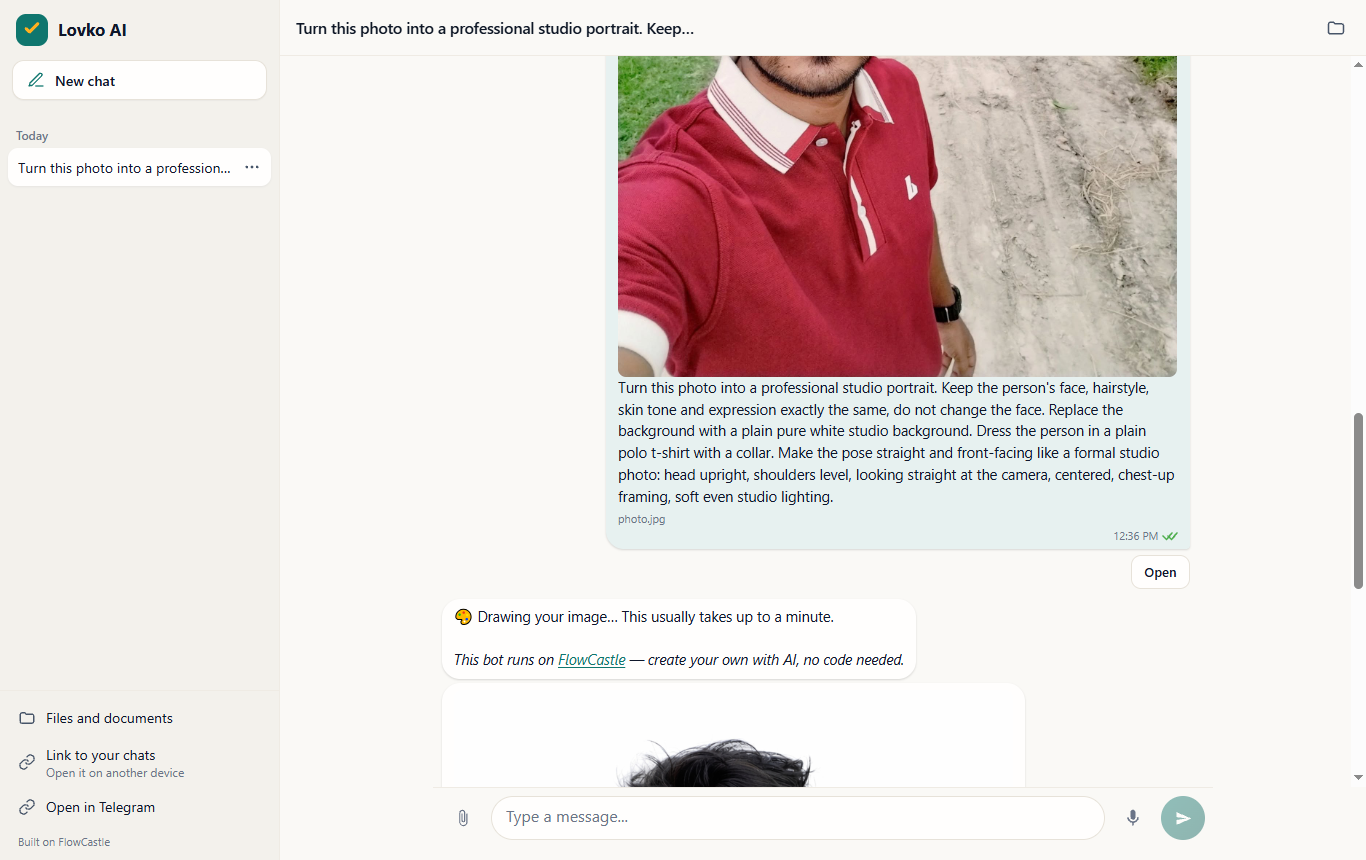 Lovko AI
Turn this photo into a professional studio portrait. Keep...
New chat
Today
Turn this photo into a profession...
Turn this photo into a professional studio portrait. Keep the person's face, hairstyle,
skin tone and expression exactly the same, do not change the face. Replace the
background with a plain pure white studio background. Dress the person in a plain
polo t-shirt with a collar. Make the pose straight and front-facing like a formal studio
photo: head upright, shoulders level, looking straight at the camera, centered, chest-up
framing, soft even studio lighting.
photo.jpg
12:36 PM
Open
Drawing your image... This usually takes up to a minute.
This bot runs on FlowCastle — create your own with AI, no code needed.
Files and documents
Link to your chats
Open it on another device
Open in Telegram
Built on FlowCastle
Type a message...